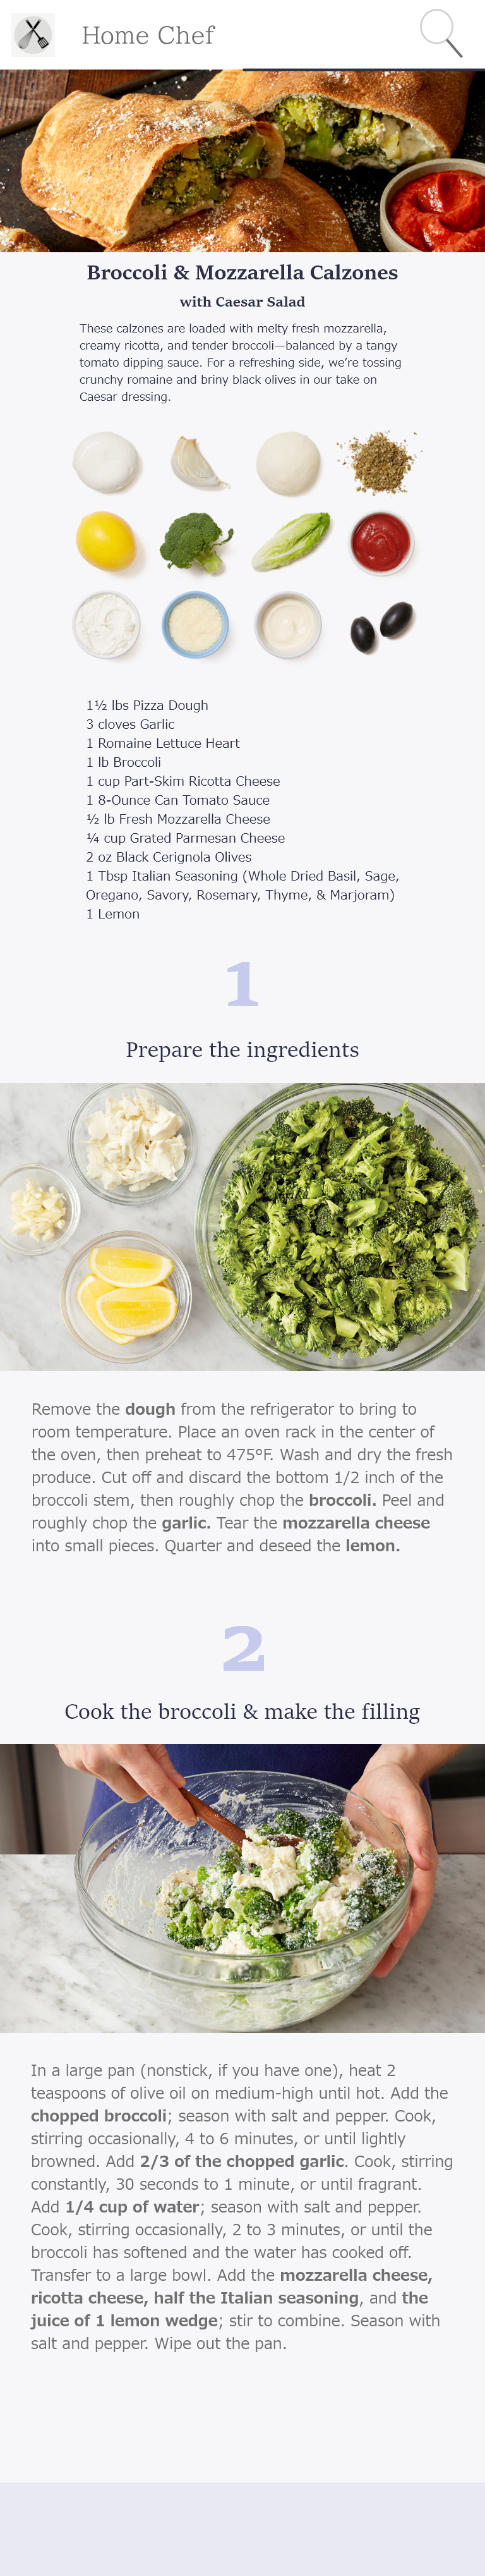 Home Chef
Broccoli & Mozzarella Calzones
with Caesar Salad
These calzones are loaded with melty fresh mozzarella,
creamy ricotta, and tender broccoli—balanced by a tangy
tomato dipping sauce. For a refreshing side, we’re tossing
crunchy romaine and briny black olives in our take on
Caesar dressing.
1½ lbs Pizza Dough
3 cloves Garlic
1 Romaine Lettuce Heart
1 lb Broccoli
1 cup Part-Skim Ricotta Cheese
1 8-Ounce Can Tomato Sauce
½ lb Fresh Mozzarella Cheese
¼ cup Grated Parmesan Cheese
2 oz Black Cerignola Olives
1 Tbsp Italian Seasoning (Whole Dried Basil, Sage,
Oregano, Savory, Rosemary, Thyme, & Marjoram)
1 Lemon
1
Prepare the ingredients
Remove the dough from the refrigerator to bring to
room temperature. Place an oven rack in the center of
the oven, then preheat to 475°F. Wash and dry the fresh
produce. Cut off and discard the bottom 1/2 inch of the
broccoli stem, then roughly chop the broccoli. Peel and
roughly chop the garlic. Tear the mozzarella cheese
into small pieces. Quarter and deseed the lemon.
2
Cook the broccoli & make the filling
In a large pan (nonstick, if you have one), heat 2
teaspoons of olive oil on medium-high until hot. Add the
chopped broccoli; season with salt and pepper. Cook,
stirring occasionally, 4 to 6 minutes, or until lightly
browned. Add 2/3 of the chopped garlic. Cook, stirring
constantly, 30 seconds to 1 minute, or until fragrant.
Add 1/4 cup of water; season with salt and pepper.
Cook, stirring occasionally, 2 to 3 minutes, or until the
broccoli has softened and the water has cooked off.
Transfer to a large bowl. Add the mozzarella cheese,
ricotta cheese, half the Italian seasoning, and the
juice of 1 lemon wedge; stir to combine. Season with
salt and pepper. Wipe out the pan.